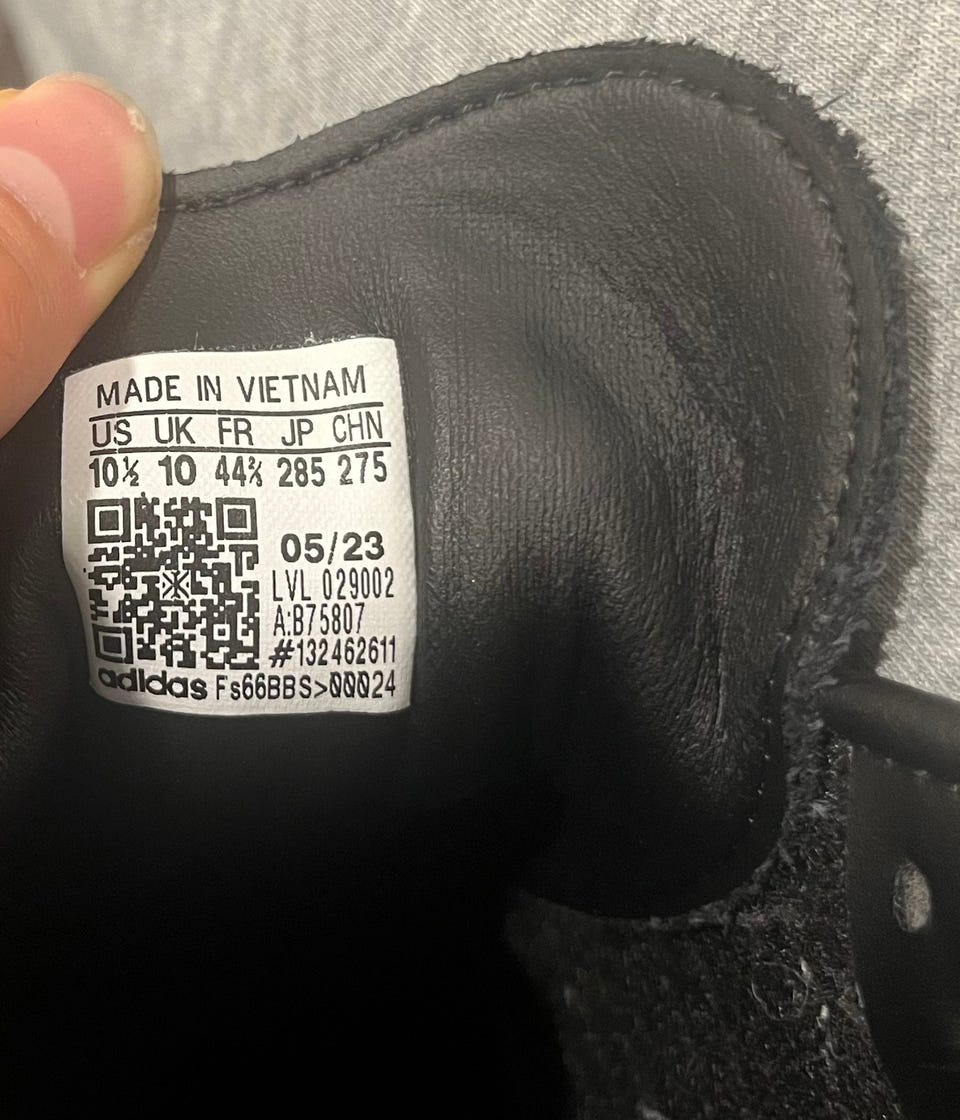 MADE IN VIETNAM
US UK FR JP CHN
10½ 10 44⅔ 285 275
05/23
LVL 029002
A:B75807
#132462611
adidas Fs66BBS>00024